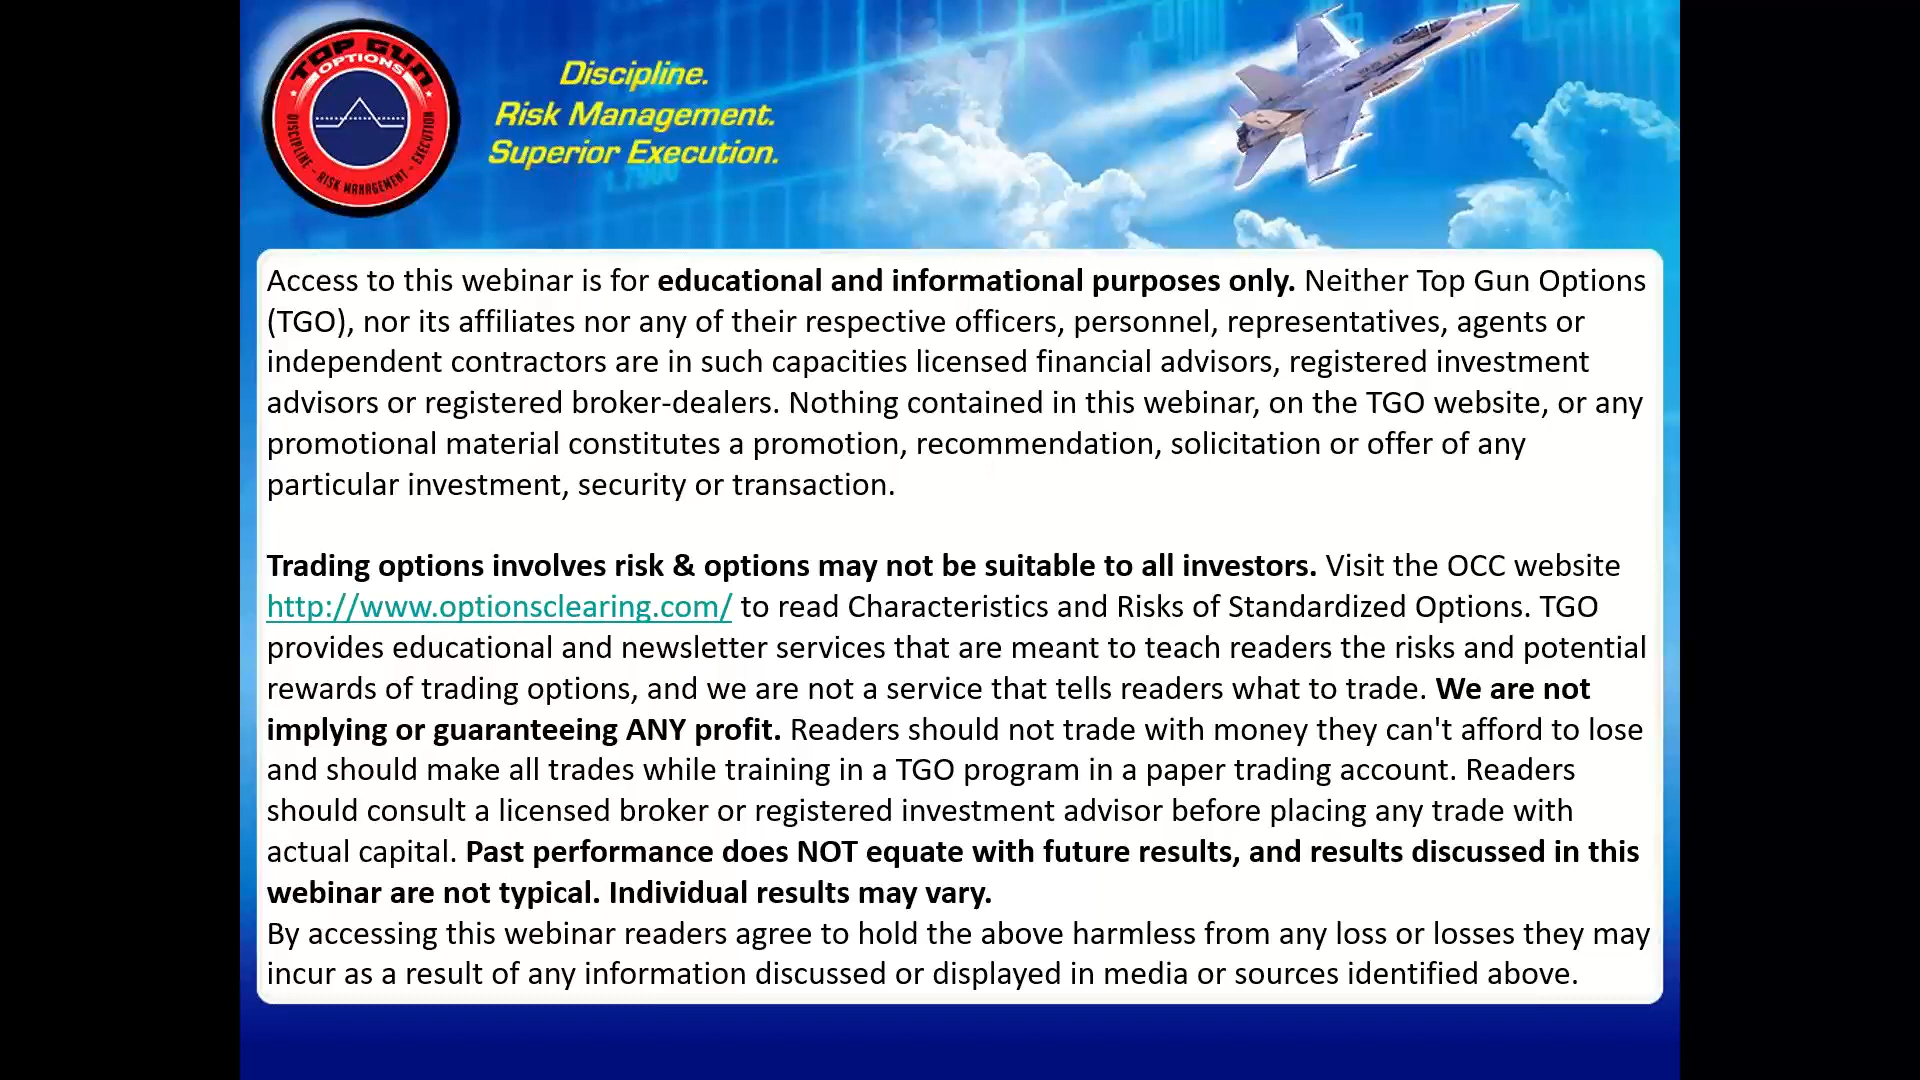 TOP GUN
OPTIONS
DISCIPLINE - RISK MANAGEMENT - EXECUTION
Discipline.
Risk Management.
Superior Execution.
Access to this webinar is for educational and informational purposes only. Neither Top Gun Options
(TGO), nor its affiliates nor any of their respective officers, personnel, representatives, agents or
independent contractors are in such capacities licensed financial advisors, registered investment
advisors or registered broker-dealers. Nothing contained in this webinar, on the TGO website, or any
promotional material constitutes a promotion, recommendation, solicitation or offer of any
particular investment, security or transaction.
Trading options involves risk & options may not be suitable to all investors. Visit the OCC website
http://www.optionsclearing.com/ to read Characteristics and Risks of Standardized Options. TGO
provides educational and newsletter services that are meant to teach readers the risks and potential
rewards of trading options, and we are not a service that tells readers what to trade. We are not
implying or guaranteeing ANY profit. Readers should not trade with money they can't afford to lose
and should make all trades while training in a TGO program in a paper trading account. Readers
should consult a licensed broker or registered investment advisor before placing any trade with
actual capital. Past performance does NOT equate with future results, and results discussed in this
webinar are not typical. Individual results may vary.
By accessing this webinar readers agree to hold the above harmless from any loss or losses they may
incur as a result of any information discussed or displayed in media or sources identified above.